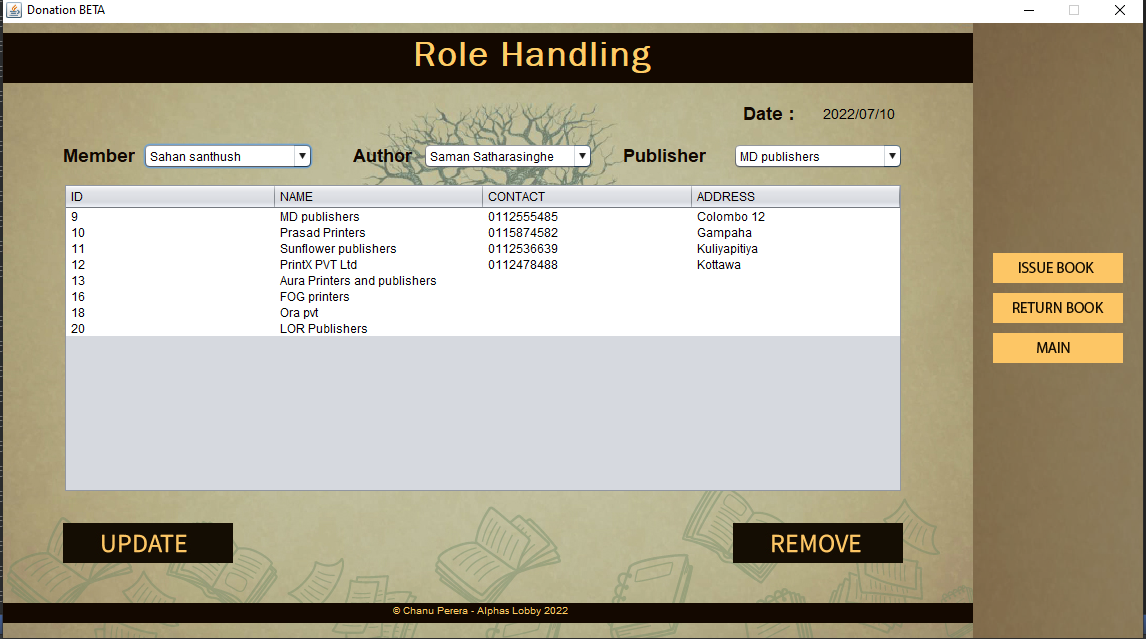 Donation BETA
Role Handling
Date : 2022/07/10
Member Sahan santhush Author Saman Satharasinghe Publisher MD publishers
ID NAME CONTACT ADDRESS
9 MD publishers 0112555485 Colombo 12
10 Prasad Printers 0115874582 Gampaha
11 Sunflower publishers 0112536639 Kuliyapitiya
12 PrintX PVT Ltd 0112478488 Kottawa
13 Aura Printers and publishers
16 FOG printers
18 Ora pvt
20 LOR Publishers
ISSUE BOOK
RETURN BOOK
MAIN
UPDATE REMOVE
© Chanu Perera - Alphas Lobby 2022